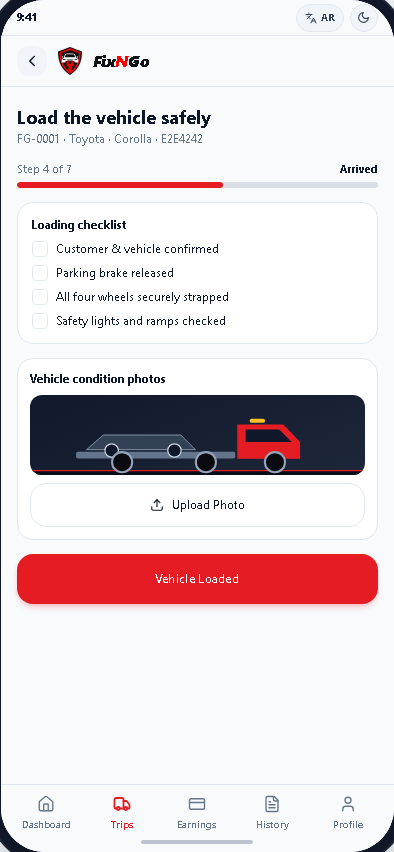 9:41
AR
FixNGo
Load the vehicle safely
FG-0001 · Toyota · Corolla · E2E4242
Step 4 of 7
Arrived
Loading checklist
Customer & vehicle confirmed
Parking brake released
All four wheels securely strapped
Safety lights and ramps checked
Vehicle condition photos
Upload Photo
Vehicle Loaded
Dashboard
Trips
Earnings
History
Profile